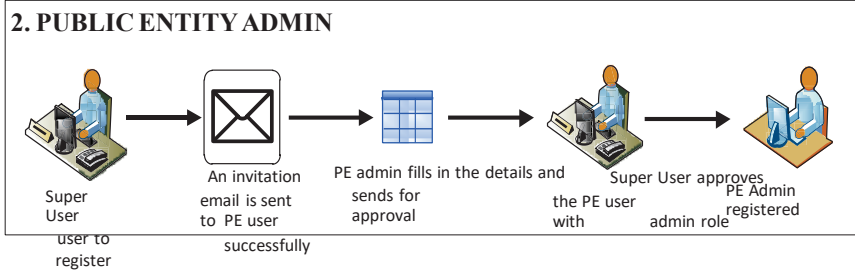 2. PUBLIC ENTITY ADMIN
Super
User
user to
register
An invitation
email is sent
to PE user
successfully
PE admin fills in the details and
sends for
approval
Super User approves
the PE user
with admin role
PE Admin
registered